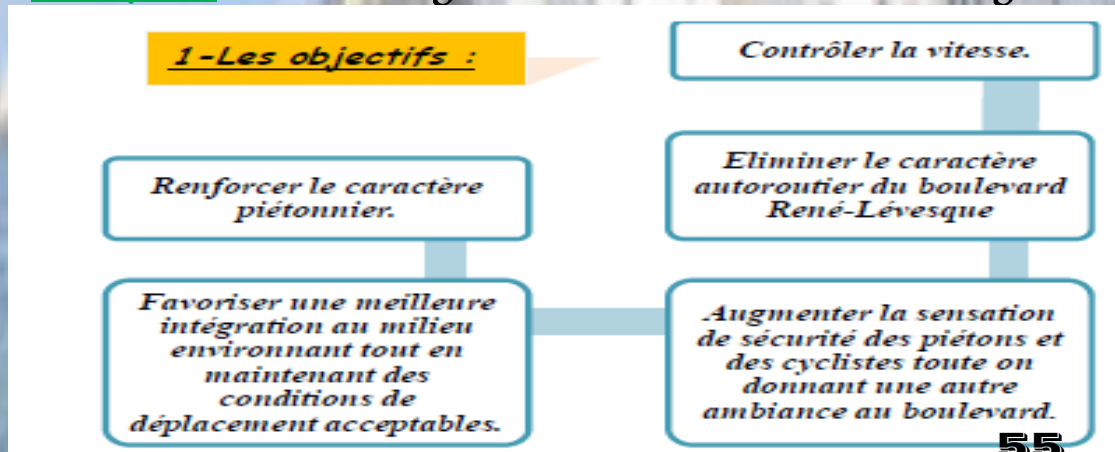 1-Les objectifs :
Contrôler la vitesse.
Eliminer le caractère
autoroutier du boulevard
René-Lévesque
Augmenter la sensation
de sécurité des piétons et
des cyclistes toute on
donnant une autre
ambiance au boulevard.
Favoriser une meilleure
intégration au milieu
environnant tout en
maintenant des
conditions de
déplacement acceptables.
Renforcer le caractère
piétonnier.
55